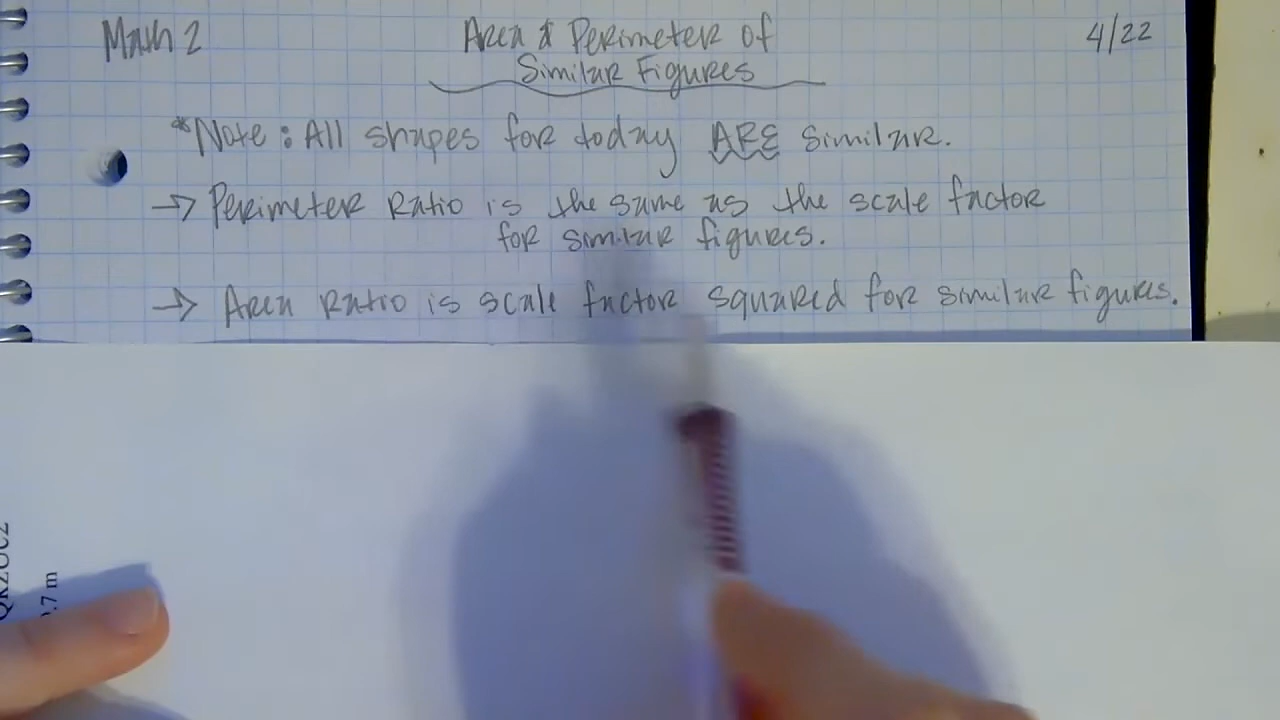 Math 2
Area & Perimeter of
Similar Figures
4/22
*Note: All shapes for today ARE similar.
→ Perimeter Ratio is the same as the scale factor
for similar figures.
→ Area Ratio is scale factor squared for similar figures.
.7 m